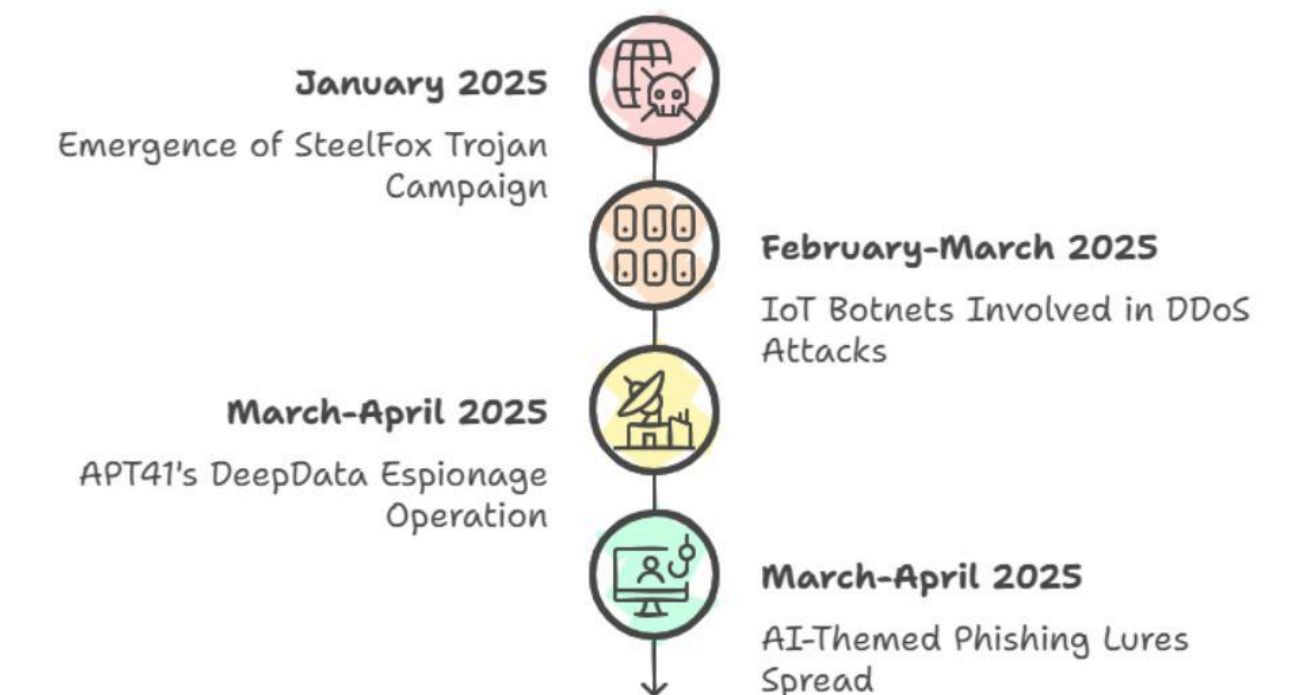 January 2025
Emergence of SteelFox Trojan
Campaign
February-March 2025
IoT Botnets Involved in DDoS
Attacks
March-April 2025
APT41's DeepData Espionage
Operation
March-April 2025
AI-Themed Phishing Lures
Spread